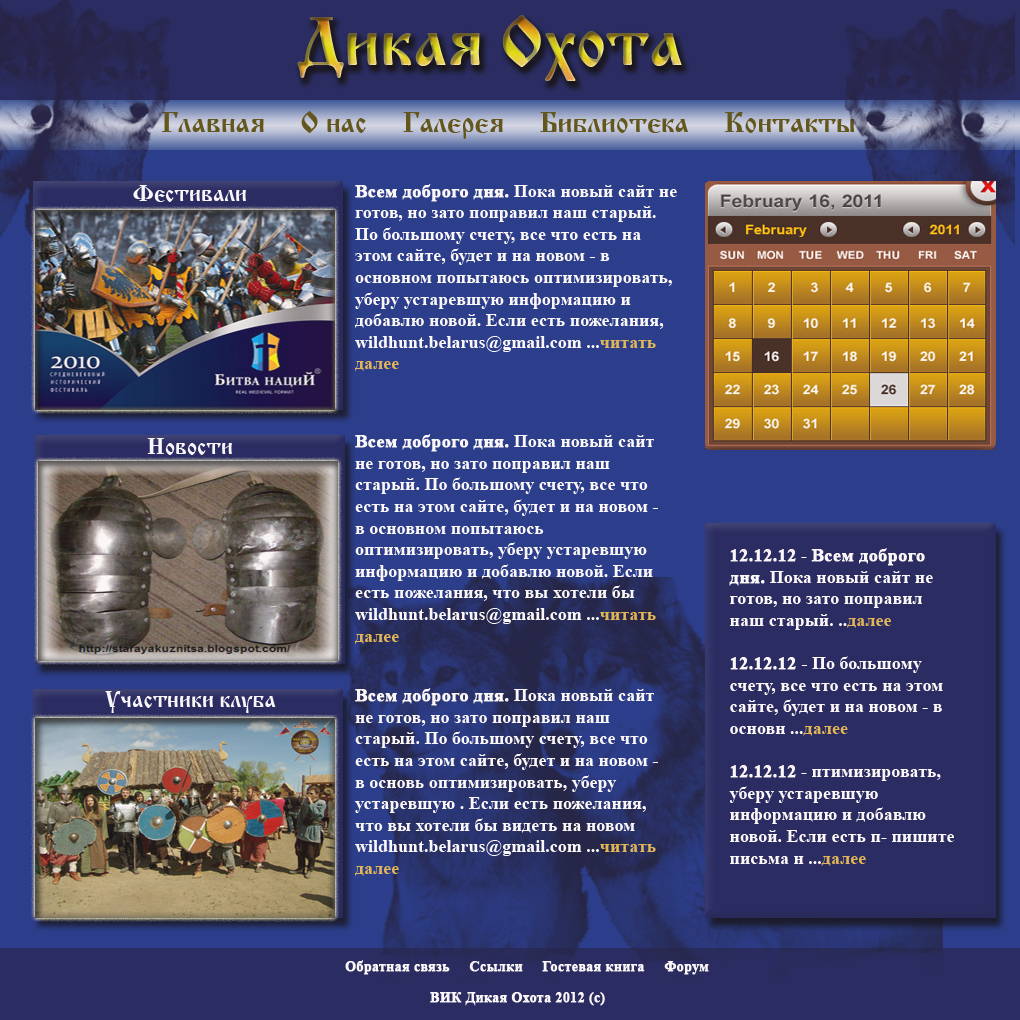 Дикая Охота
Главная О нас Галерея Библиотека Контакты
Фестивали
2010
СРЕДНЕВЕКОВЫЙ
ИСТОРИЧЕСКИЙ
ФЕСТИВАЛЬ
БИТВА НАЦИЙ®
REAL MEDIEVAL FORMAT
Всем доброго дня. Пока новый сайт не
готов, но зато поправил наш старый.
По большому счету, все что есть на
этом сайте, будет и на новом - в
основном попытаюсь оптимизировать,
уберу устаревшую информацию и
добавлю новой. Если есть пожелания,
wildhunt.belarus@gmail.com ...читать
далее
X
February 16, 2011
February 2011
SUN MON TUE WED THU FRI SAT
1 2 3 4 5 6 7
8 9 10 11 12 13 14
15 16 17 18 19 20 21
22 23 24 25 26 27 28
29 30 31
Новости
http://starayakuznitsa.blogspot.com/
Всем доброго дня. Пока новый сайт
не готов, но зато поправил наш
старый. По большому счету, все что
есть на этом сайте, будет и на новом -
в основном попытаюсь
оптимизировать, уберу устаревшую
информацию и добавлю новой. Если
есть пожелания, что вы хотели бы
wildhunt.belarus@gmail.com ...читать
далее
Участники клуба
Всем доброго дня. Пока новый сайт
не готов, но зато поправил наш
старый. По большому счету, все что
есть на этом сайте, будет и на новом -
в основь оптимизировать, уберу
устаревшую . Если есть пожелания,
что вы хотели бы видеть на новом
wildhunt.belarus@gmail.com ...читать
далее
12.12.12 - Всем доброго
дня. Пока новый сайт не
готов, но зато поправил
наш старый. ..далее
12.12.12 - По большому
счету, все что есть на этом
сайте, будет и на новом - в
основн ...далее
12.12.12 - птимизировать,
уберу устаревшую
информацию и добавлю
новой. Если есть п- пишите
письма н ...далее
Обратная связь Ссылки Гостевая книга Форум
ВИК Дикая Охота 2012 (с)